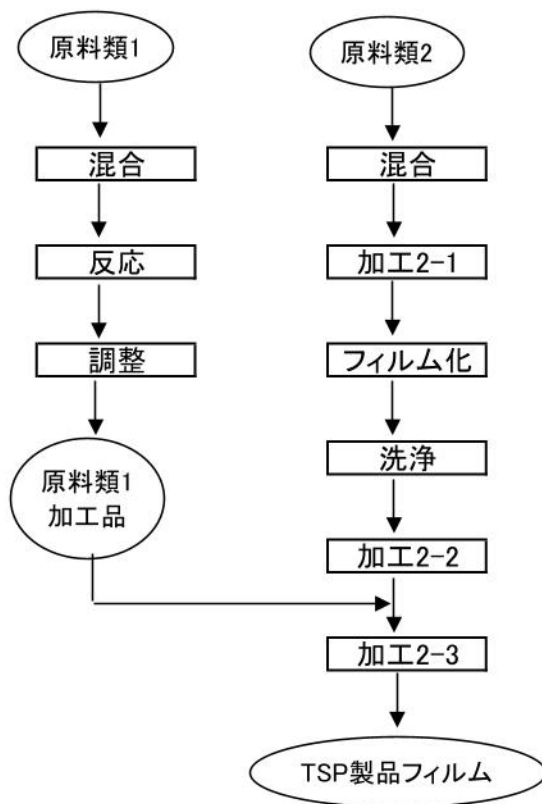 原料類1
混合
反応
調整
原料類1
加工品
原料類2
混合
加工2-1
フィルム化
洗浄
加工2-2
加工2-3
TSP製品フィルム